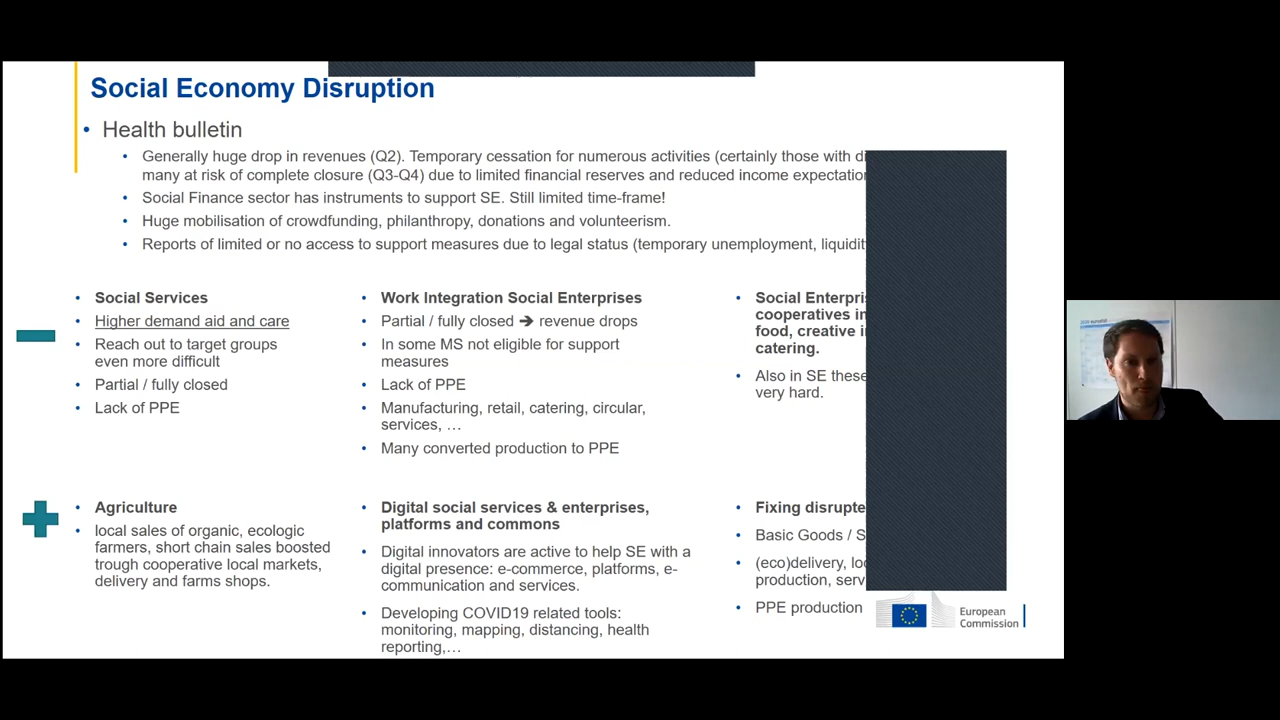 Social Economy Disruption
• Health bulletin
• Generally huge drop in revenues (Q2). Temporary cessation for numerous activities (certainly those with
many at risk of complete closure (Q3-Q4) due to limited financial reserves and reduced income
• Social Finance sector has instruments to support SE. Still limited time-frame!
• Huge mobilisation of crowdfunding, philanthropy, donations and volunteerism.
• Reports of limited or no access to support measures due to legal status (temporary unemployment,
• Social Services
• Higher demand aid and care
• Reach out to target groups
even more difficult
• Partial / fully closed
• Lack of PPE
• Work Integration Social Enterprises
• Partial / fully closed ➔ revenue drops
• In some MS not eligible for support
measures
• Lack of PPE
• Manufacturing, retail, catering, circular,
services, …
• Many converted production to PPE
• Social
cooperatives in
food, creative
catering.
• Also in SE these
very hard.
• Agriculture
• local sales of organic, ecologic
farmers, short chain sales boosted
trough cooperative local markets,
delivery and farms shops.
• Digital social services & enterprises,
platforms and commons
• Digital innovators are active to help SE with a
digital presence: e-commerce, platforms, e-
communication and services.
• Developing COVID19 related tools:
monitoring, mapping, distancing, health
reporting,…
• Fixing
• Basic Goods /
• (eco)delivery,
production,
• PPE production
European
Commission